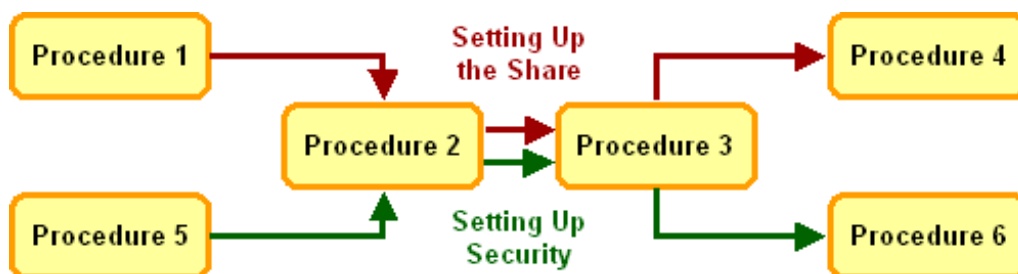 Procedure 1
Setting Up
the Share
Procedure 4
Procedure 2
Procedure 3
Procedure 5
Setting Up
Security
Procedure 6